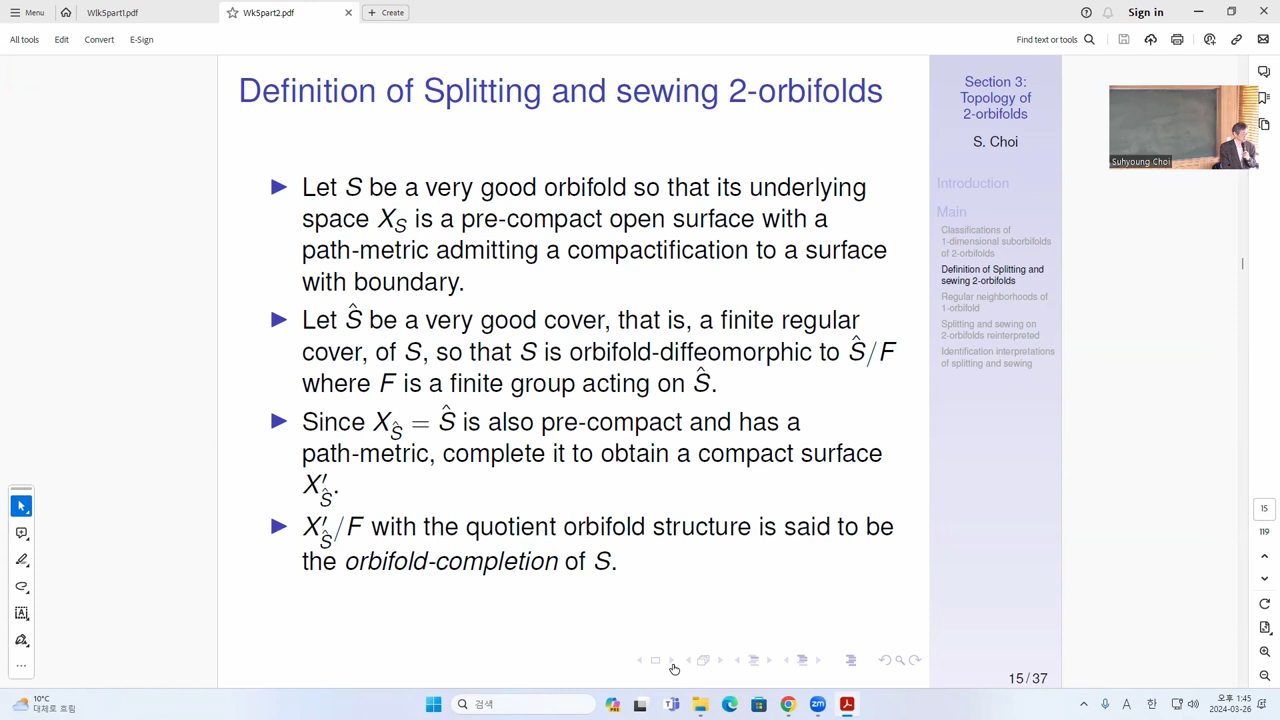 Menu
Wk5part1.pdf
Wk5part2.pdf
Create
Sign in
All tools
Edit
Convert
E-Sign
Find text or tools
Definition of Splitting and sewing 2-orbifolds
Let S be a very good orbifold so that its underlying
space X_S is a pre-compact open surface with a
path-metric admitting a compactification to a surface
with boundary.
Let Ŝ be a very good cover, that is, a finite regular
cover, of S, so that S is orbifold-diffeomorphic to Ŝ/F
where F is a finite group acting on Ŝ.
Since X_Ŝ = Ŝ is also pre-compact and has a
path-metric, complete it to obtain a compact surface
X′_Ŝ.
X′_Ŝ/F with the quotient orbifold structure is said to be
the orbifold-completion of S.
15/37
Section 3:
Topology of
2-orbifolds
S. Choi
Introduction
Main
Classifications of
1-dimensional suborbifolds
of 2-orbifolds
Definition of Splitting and
sewing 2-orbifolds
Regular neighborhoods of
1-orbifold
Splitting and sewing on
2-orbifolds reinterpreted
Identification interpretations
of splitting and sewing
Suhyoung Choi
15
119
10°C
대체로 흐림
검색
A
한
오후 1:45
2024-03-26